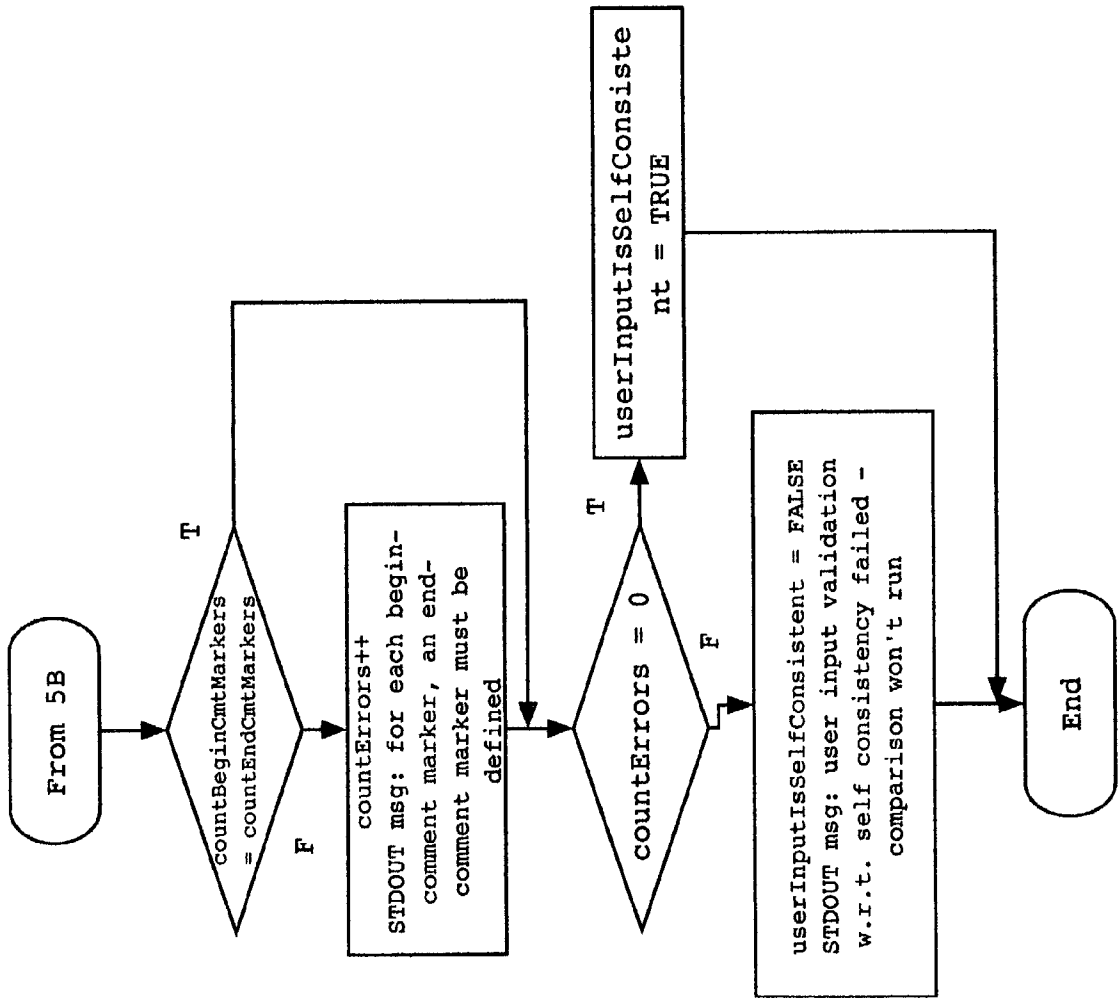 From 5B
countBeginCmtMarkers
= countEndCmtMarkers
T
F
countErrors++
STDOUT msg: for each begin-
comment marker, an end-
comment marker must be
defined
countErrors = 0
T
F
userInputIsSelfConsiste
nt = TRUE
userInputIsSelfConsistent = FALSE
STDOUT msg: user input validation
w.r.t. self consistency failed -
comparison won't run
End